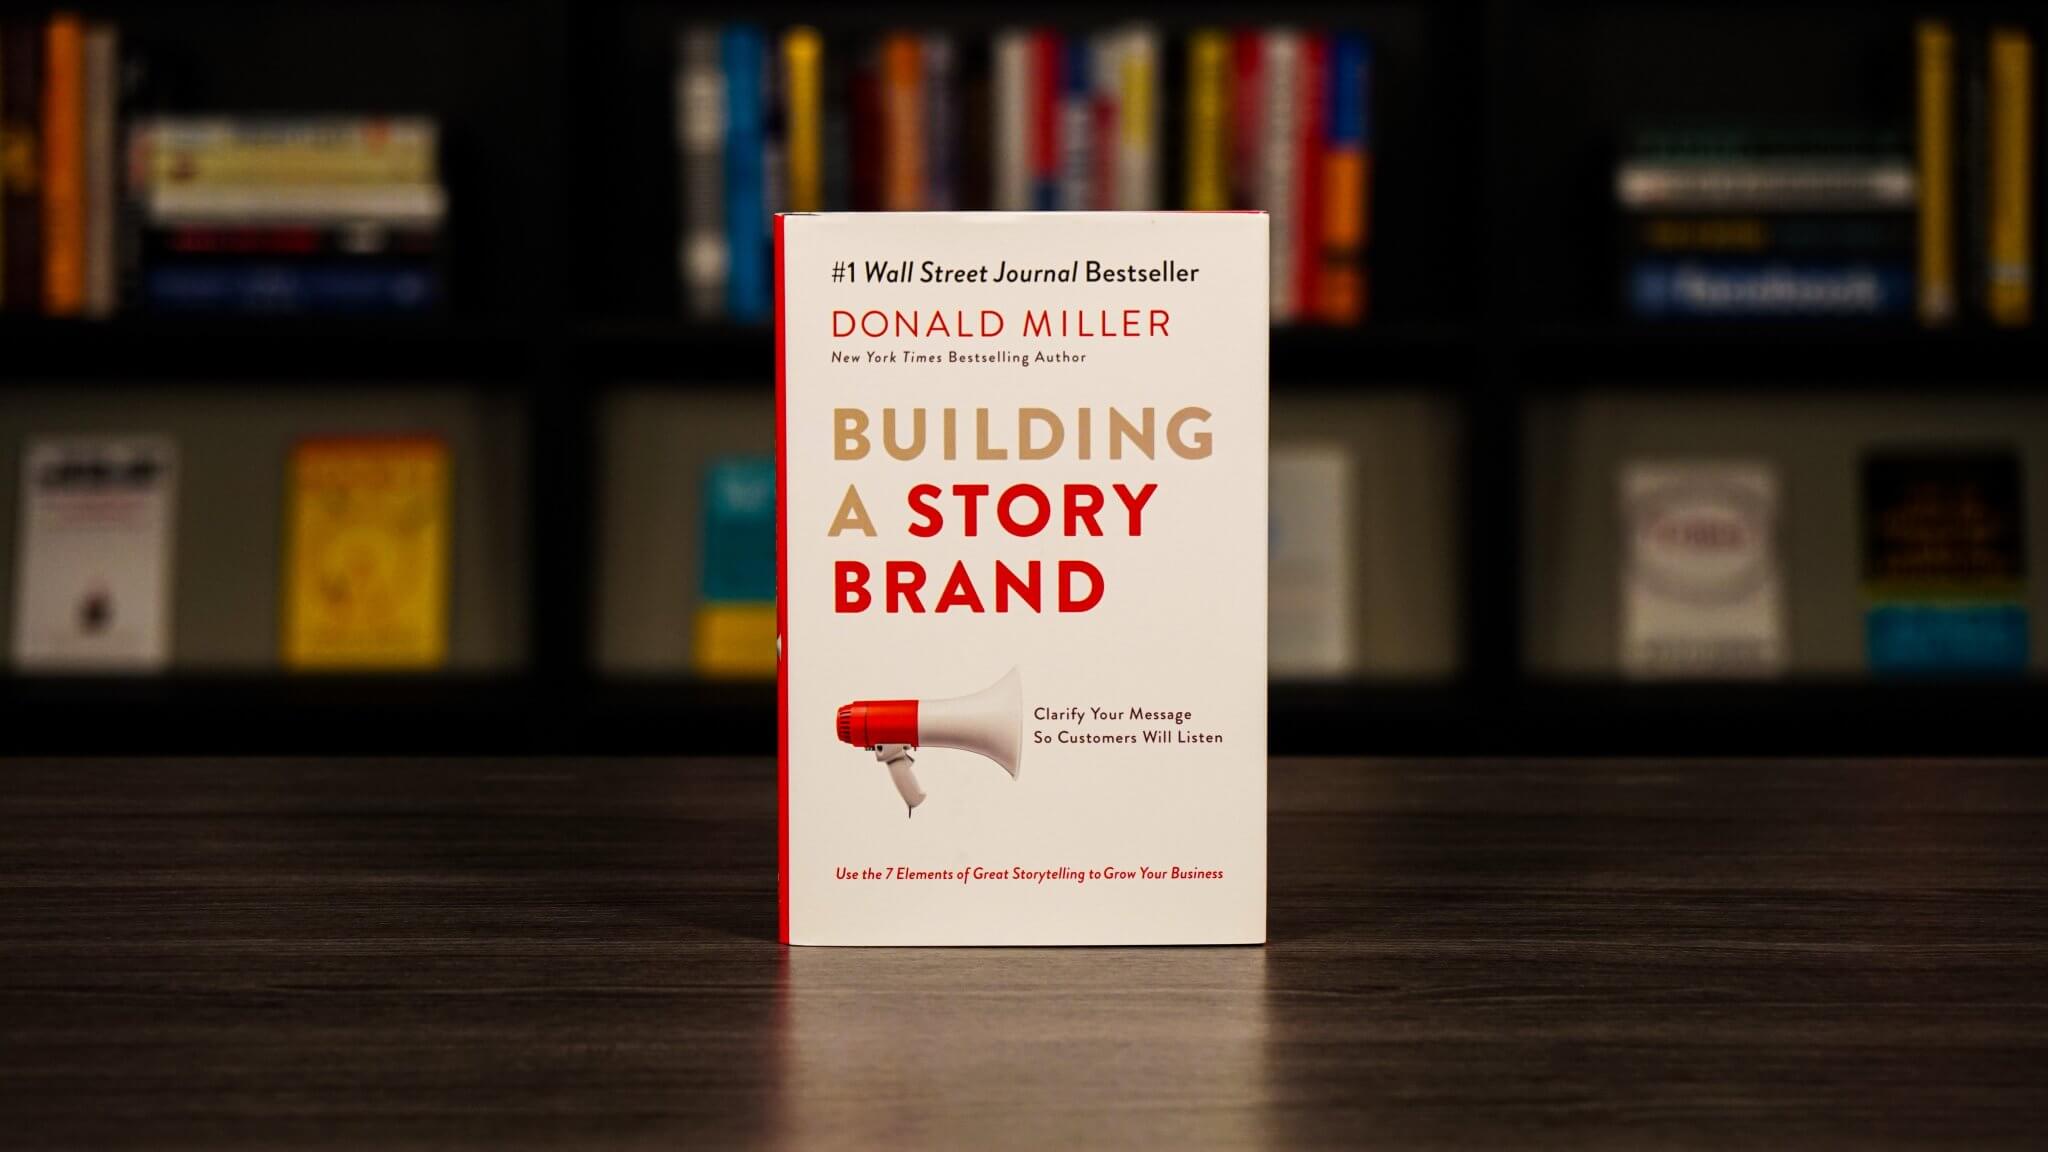 #1 Wall Street Journal Bestseller
DONALD MILLER
New York Times Bestselling Author
BUILDING
A STORY
BRAND
Clarify Your Message
So Customers Will Listen
Use the 7 Elements of Great Storytelling to Grow Your Business
facebook